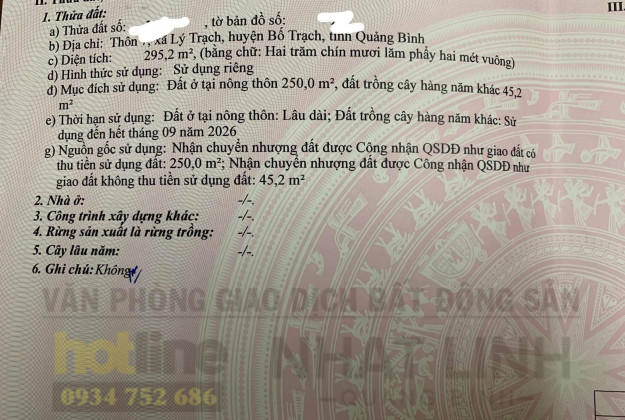 III.
1. Thửa đất:
a) Thửa đất số: , tờ bản đồ số:
b) Địa chỉ: Thôn 7, xã Lý Trạch, huyện Bố Trạch, tỉnh Quảng Bình
c) Diện tích: 295,2 m², (bằng chữ: Hai trăm chín mươi lăm phẩy hai mét vuông)
d) Hình thức sử dụng: Sử dụng riêng
đ) Mục đích sử dụng: Đất ở tại nông thôn 250,0 m², đất trồng cây hàng năm khác 45,2
m²
e) Thời hạn sử dụng: Đất ở tại nông thôn: Lâu dài; Đất trồng cây hàng năm khác: Sử
dụng đến hết tháng 09 năm 2026
g) Nguồn gốc sử dụng: Nhận chuyển nhượng đất được Công nhận QSDĐ như giao đất có
thu tiền sử dụng đất: 250,0 m²; Nhận chuyển nhượng đất được Công nhận QSDĐ như
giao đất không thu tiền sử dụng đất: 45,2 m²
2. Nhà ở: -/-.
3. Công trình xây dựng khác: -/-.
4. Rừng sản xuất là rừng trồng: -/-.
5. Cây lâu năm: -/-.
6. Ghi chú: Không
VĂN PHÒNG GIAO DỊCH BẤT ĐỘNG SẢN
hotline NHẬT LINH
0934 752 686